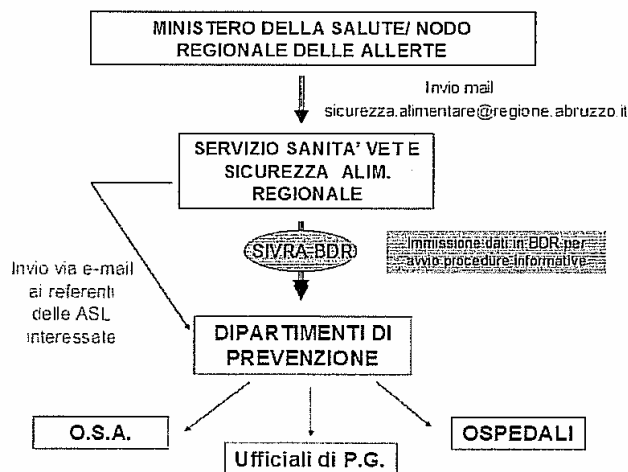 MINISTERO DELLA SALUTE/ NODO
REGIONALE DELLE ALLERTE
Invio mail
sicurezza.alimentare@regione.abruzzo.it
SERVIZIO SANITA' VET E
SICUREZZA ALIM.
REGIONALE
SIVRA-BDR
Immissione dati in BDR per
avvio procedure informative
Invio via e-mail
ai referenti
delle ASL
interessate
DIPARTIMENTI DI
PREVENZIONE
O.S.A.
Ufficiali di P.G.
OSPEDALI